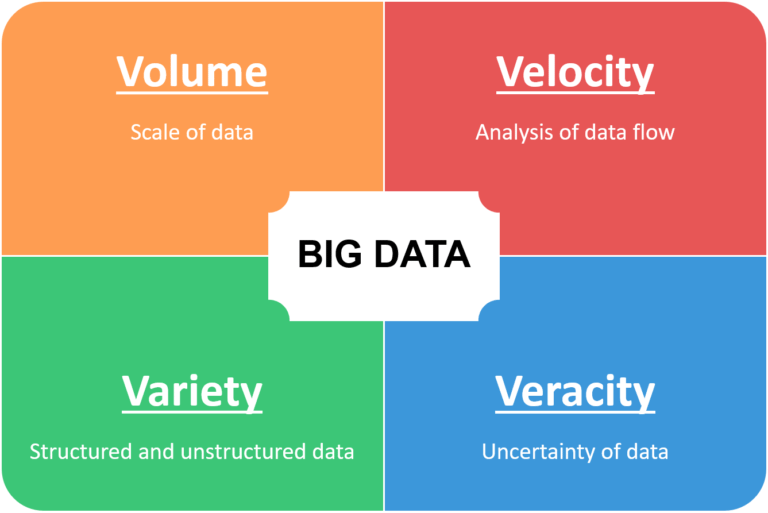 Volume
Scale of data
Velocity
Analysis of data flow
BIG DATA
Variety
Structured and unstructured data
Veracity
Uncertainty of data